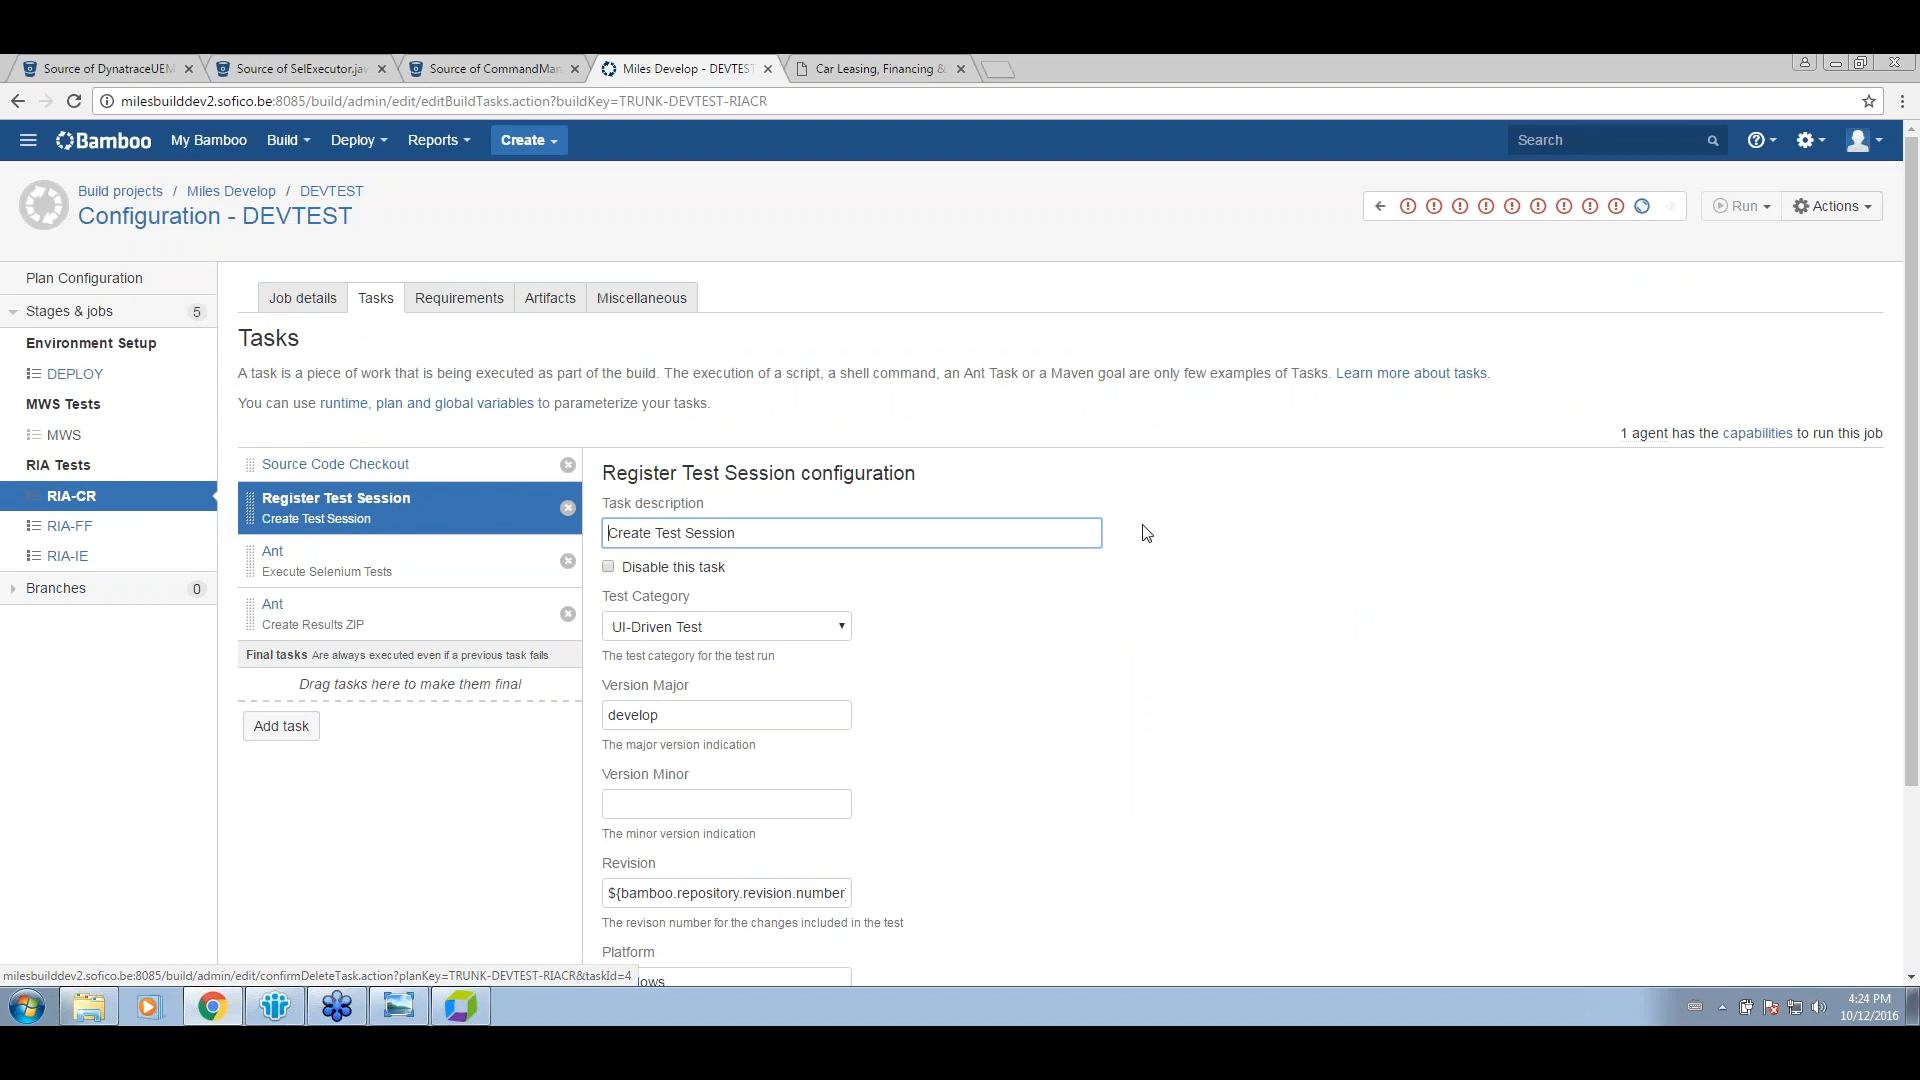 Source of DynatraceUEM
Source of SelExecutor.jav
Source of CommandMan
Miles Develop - DEVTEST
Car Leasing, Financing &
milesbuilddev2.sofico.be:8085/build/admin/edit/editBuildTasks.action?buildKey=TRUNK-DEVTEST-RIACR
Bamboo
My Bamboo
Build
Deploy
Reports
Create
Search
Build projects / Miles Develop / DEVTEST
Configuration - DEVTEST
Run
Actions
Plan Configuration
Stages & jobs 5
Environment Setup
DEPLOY
MWS Tests
MWS
RIA Tests
RIA-CR
RIA-FF
RIA-IE
Branches 0
Job details
Tasks
Requirements
Artifacts
Miscellaneous
Tasks
A task is a piece of work that is being executed as part of the build. The execution of a script, a shell command, an Ant Task or a Maven goal are only few examples of Tasks. Learn more about tasks.
You can use runtime, plan and global variables to parameterize your tasks.
1 agent has the capabilities to run this job
Source Code Checkout
Register Test Session
Create Test Session
Ant
Execute Selenium Tests
Ant
Create Results ZIP
Final tasks Are always executed even if a previous task fails
Drag tasks here to make them final
Add task
Register Test Session configuration
Task description
Create Test Session
Disable this task
Test Category
UI-Driven Test
The test category for the test run
Version Major
develop
The major version indication
Version Minor
The minor version indication
Revision
${bamboo.repository.revision.number
The revison number for the changes included in the test
Platform
lows
milesbuilddev2.sofico.be:8085/build/admin/edit/confirmDeleteTask.action?planKey=TRUNK-DEVTEST-RIACR&taskId=4
4:24 PM
10/12/2016